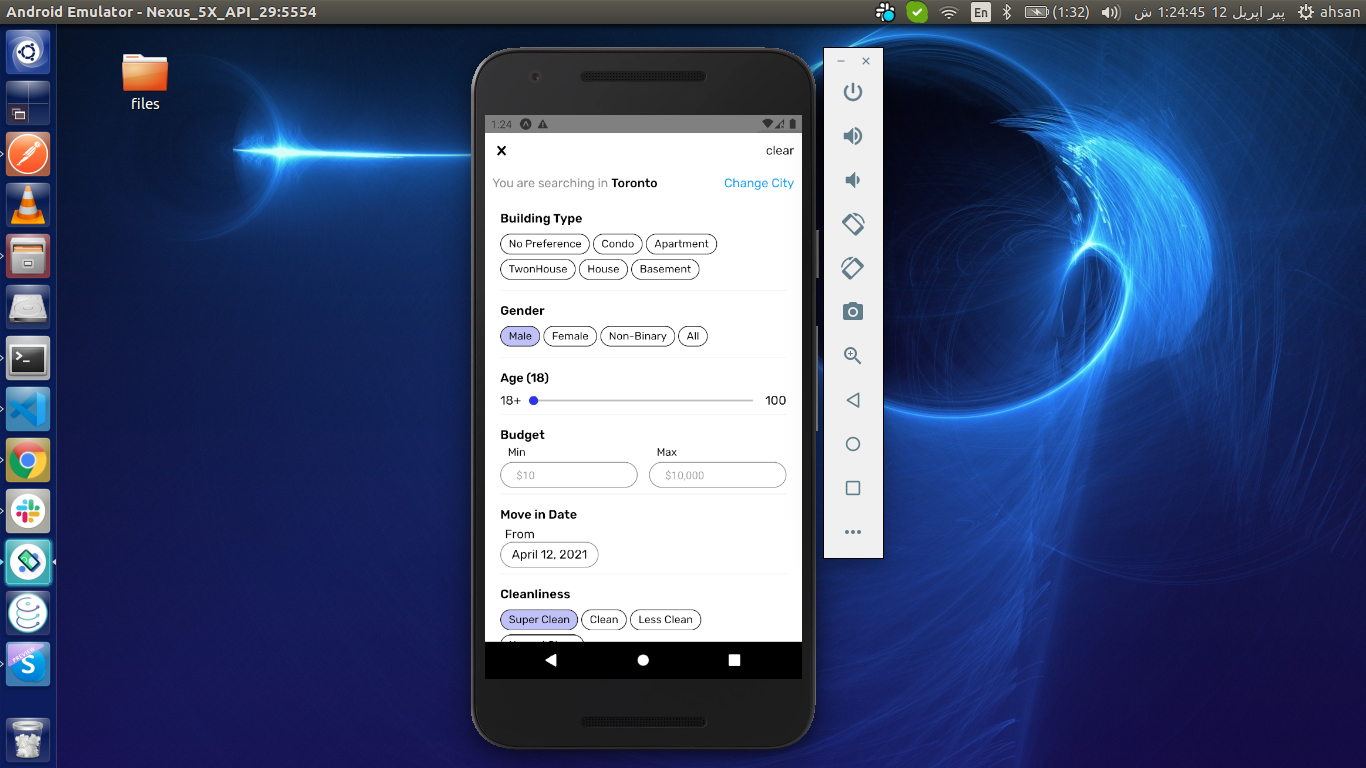 Android Emulator - Nexus_5X_API_29:5554
En
(1:32)
پیر اپریل 12 1:24:45 ش
ahsan
files
1:24
clear
You are searching in Toronto
Change City
Building Type
No Preference
Condo
Apartment
TwonHouse
House
Basement
Gender
Male
Female
Non-Binary
All
Age (18)
18+
100
Budget
Min
Max
$10
$10,000
Move in Date
From
April 12, 2021
Cleanliness
Super Clean
Clean
Less Clean
PREVIEW
S